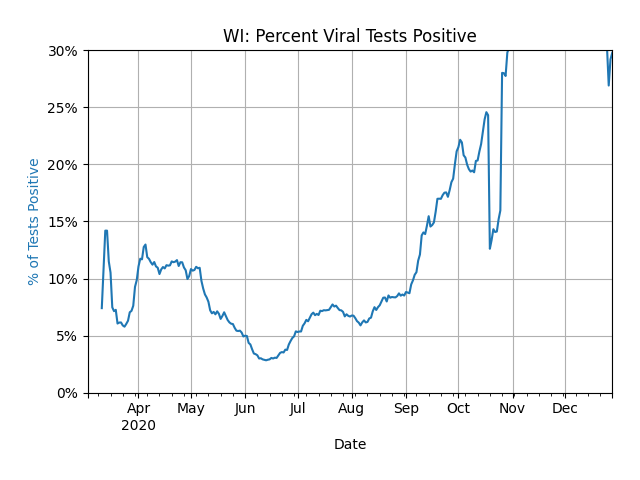 WI: Percent Viral Tests Positive
30%
25%
20%
15%
10%
5%
0%
% of Tests Positive
Apr May Jun Jul Aug Sep Oct Nov Dec
2020
Date